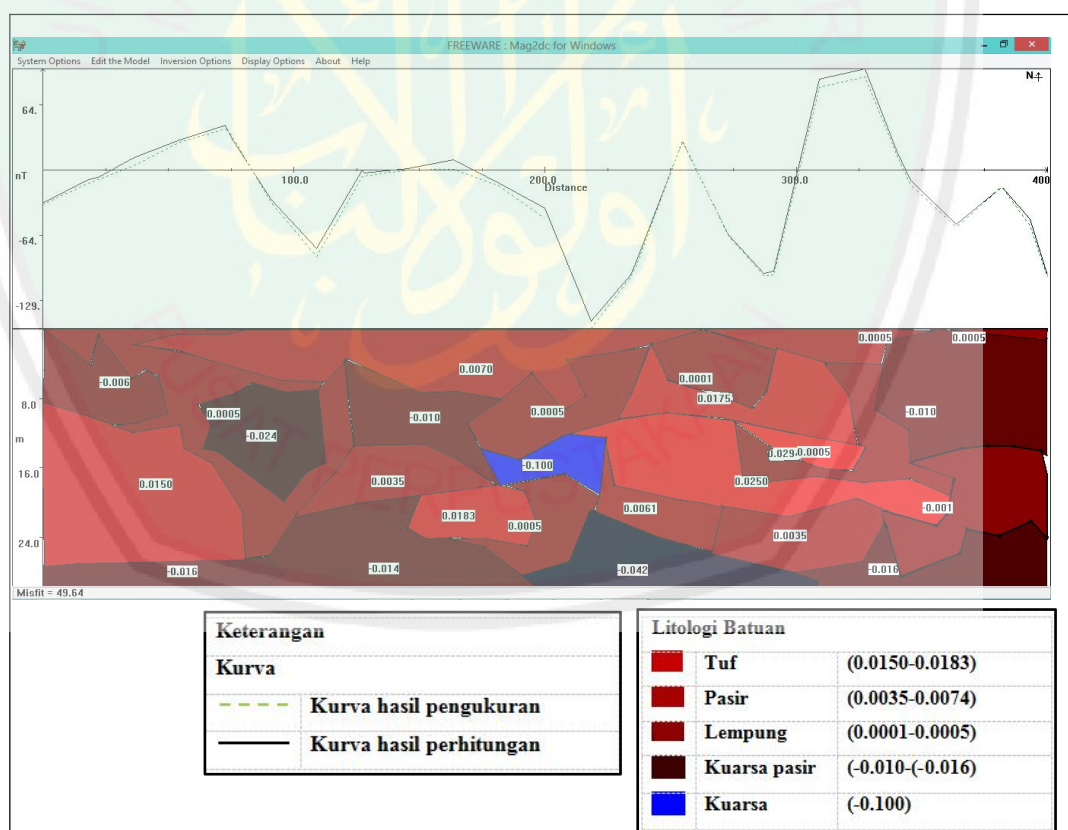 FREEWARE : Mag2dc for Windows
System Options Edit the Model Inversion Options Display Options About Help
N
64.
nT
100.0
200.0
300.0
400
Distance
-64.
-129.
0.0005
0.0005
0.0070
-0.006
0.0001
0.0175
8.0
0.0005
-0.010
0.0005
-0.010
m
-0.024
0.0005
-0.100
16.0
0.0150
0.0035
0.0250
0.0061
-0.001
0.0183
0.0005
0.0035
24.0
-0.016
-0.014
-0.042
-0.016
Misfit = 49.64
PUSAT PERPUSTAKAAN
Keterangan
Kurva
Kurva hasil pengukuran
Kurva hasil perhitungan
Litologi Batuan
Tuf (0.0150-0.0183)
Pasir (0.0035-0.0074)
Lempung (0.0001-0.0005)
Kuarsa pasir (-0.010-(-0.016)
Kuarsa (-0.100)